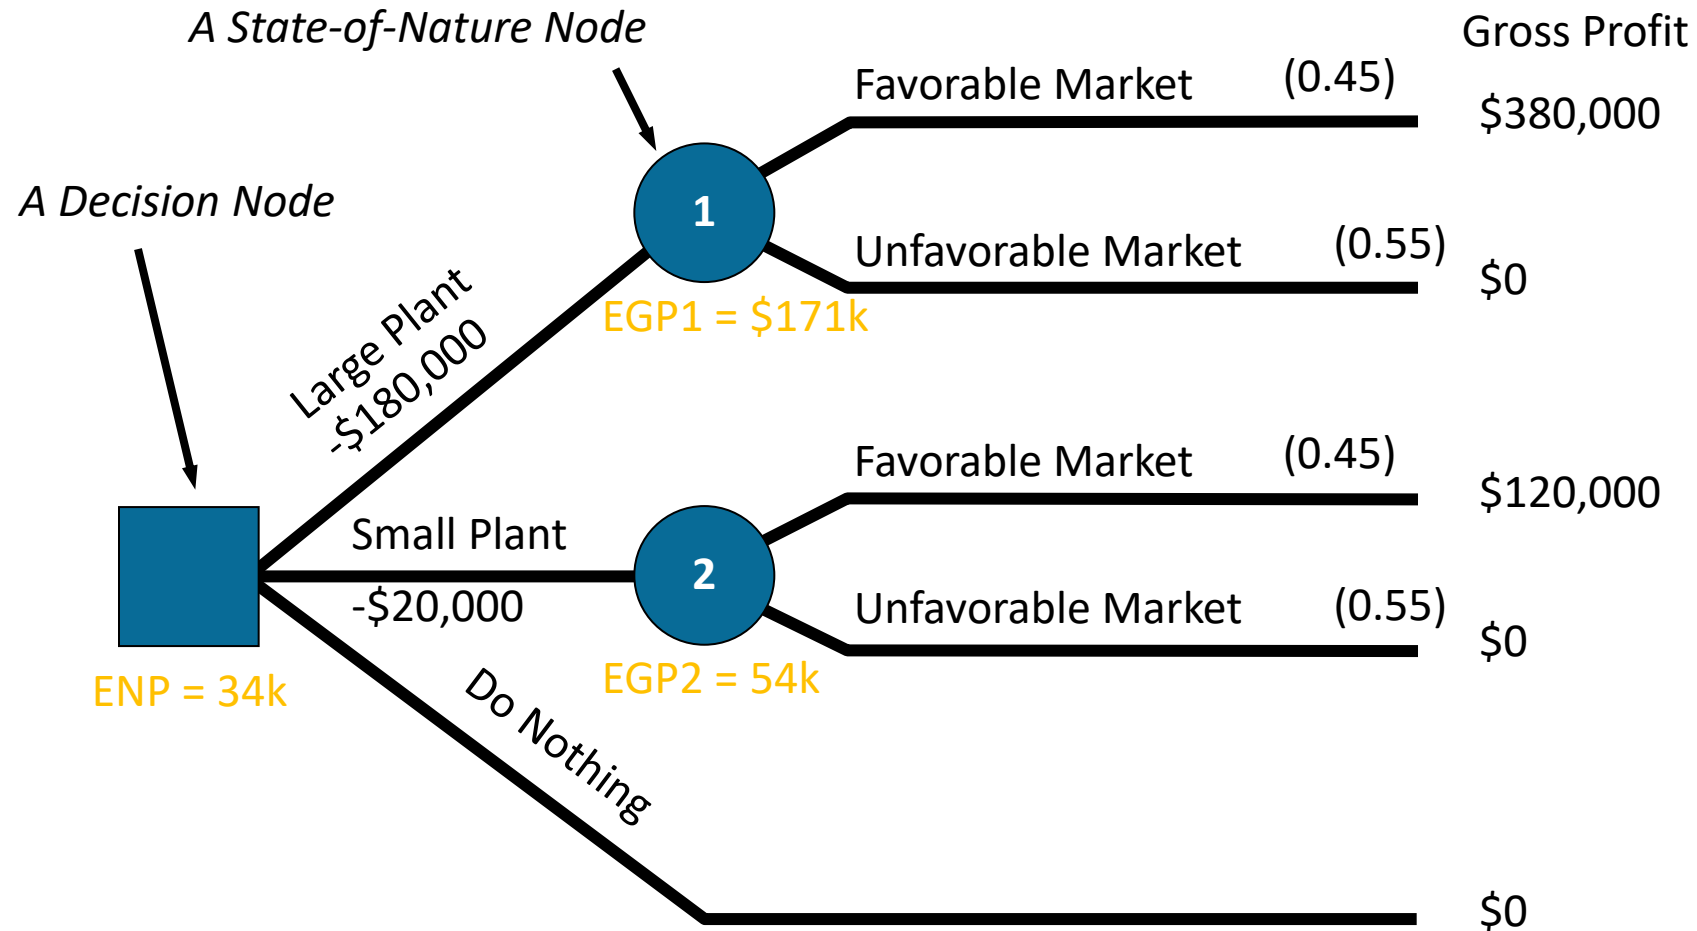 A State-of-Nature Node
Gross Profit
Favorable Market (0.45)
$380,000
A Decision Node
1
Unfavorable Market (0.55)
$0
Large Plant
-$180,000
EGP1 = $171k
Favorable Market (0.45)
$120,000
Small Plant
-$20,000
2
Unfavorable Market (0.55)
$0
ENP = 34k
EGP2 = 54k
Do Nothing
$0